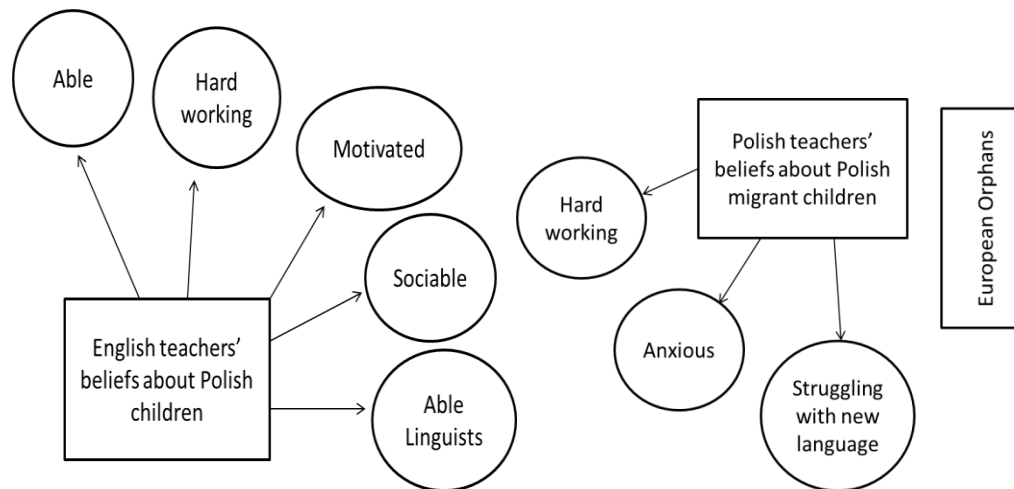 Able
Hard
working
Motivated
Sociable
Able
Linguists
English teachers’
beliefs about Polish
children
Polish teachers’
beliefs about Polish
migrant children
Hard
working
Anxious
Struggling
with new
language
European Orphans